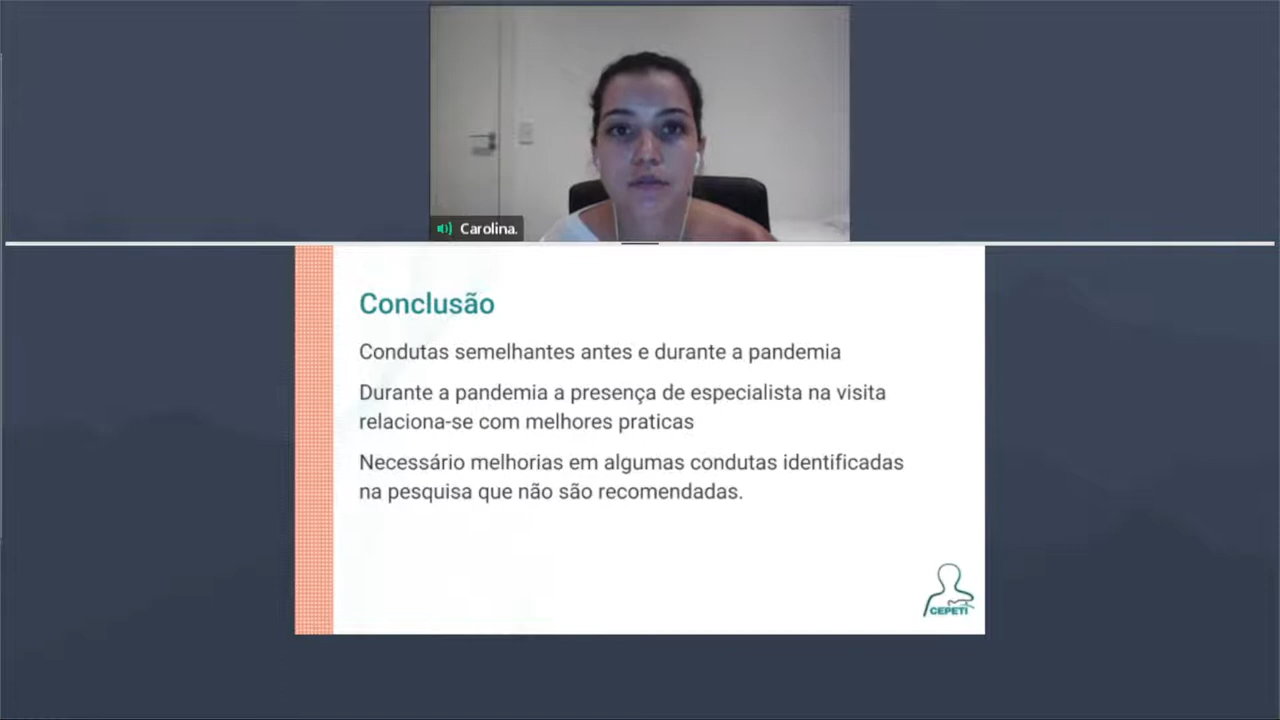 Carolina.
Conclusão
Condutas semelhantes antes e durante a pandemia
Durante a pandemia a presença de especialista na visita
relaciona-se com melhores praticas
Necessário melhorias em algumas condutas identificadas
na pesquisa que não são recomendadas.
CEPETI